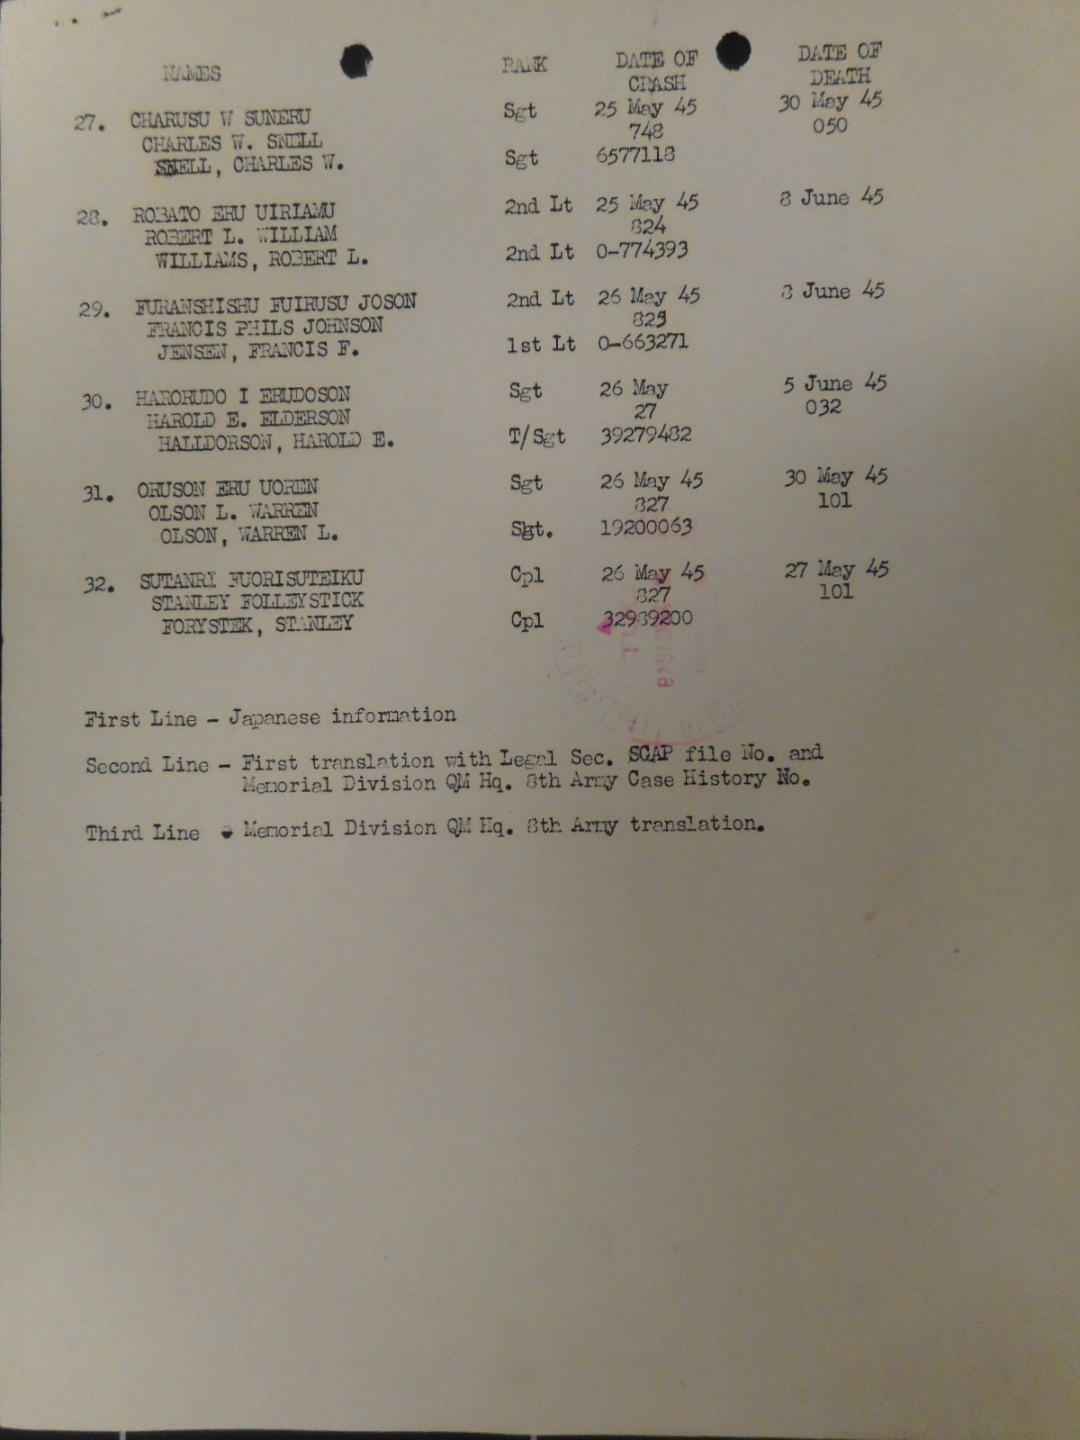 NAMES RANK DATE OF CRASH DATE OF DEATH
27. CHARUSU W SUNERU Sgt 25 May 45 30 May 45
CHARLES W. SNELL 748 050
SNELL, CHARLES W. Sgt 6577118
28. ROBATO ERU UIRIAMU 2nd Lt 25 May 45 8 June 45
ROBERT L. WILLIAM 824
WILLIAMS, ROBERT L. 2nd Lt 0-774393
29. FURANSHISHU FUIRUSU JOSON 2nd Lt 26 May 45 8 June 45
FRANCIS PHILS JOHNSON 825
JENSEN, FRANCIS F. 1st Lt 0-663271
30. HARORUDO I ERUDOSON Sgt 26 May 5 June 45
HAROLD E. ELDERSON 27 032
HALLDORSON, HAROLD E. T/Sgt 39279482
31. ORUSON ERU UOREN Sgt 26 May 45 30 May 45
OLSON L. WARREN 827 101
OLSON, WARREN L. Sgt. 19200063
32. SUTANRI FUORISUTEIKU Cpl 26 May 45 27 May 45
STANLEY FOLLEYSTICK 827 101
FORYSTEK, STANLEY Cpl 32989200
First Line - Japanese information
Second Line - First translation with Legal Sec. SCAP file No. and
Memorial Division QM Hq. 8th Army Case History No.
Third Line - Memorial Division QM Hq. 8th Army translation.